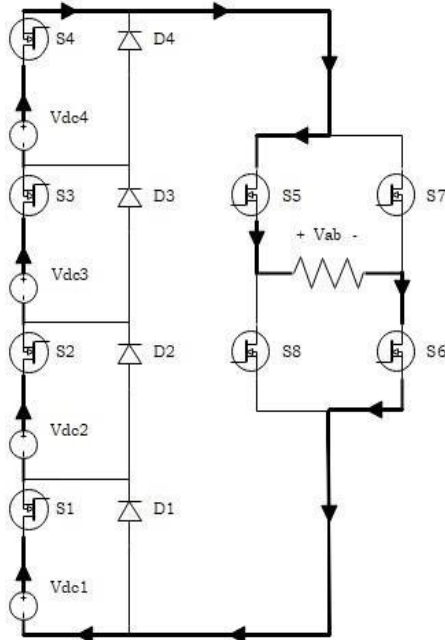 S4 D4
Vdc4
S3 D3 S5 S7
+ Vab -
Vdc3
S2 D2 S8 S6
Vdc2
S1 D1
Vdc1